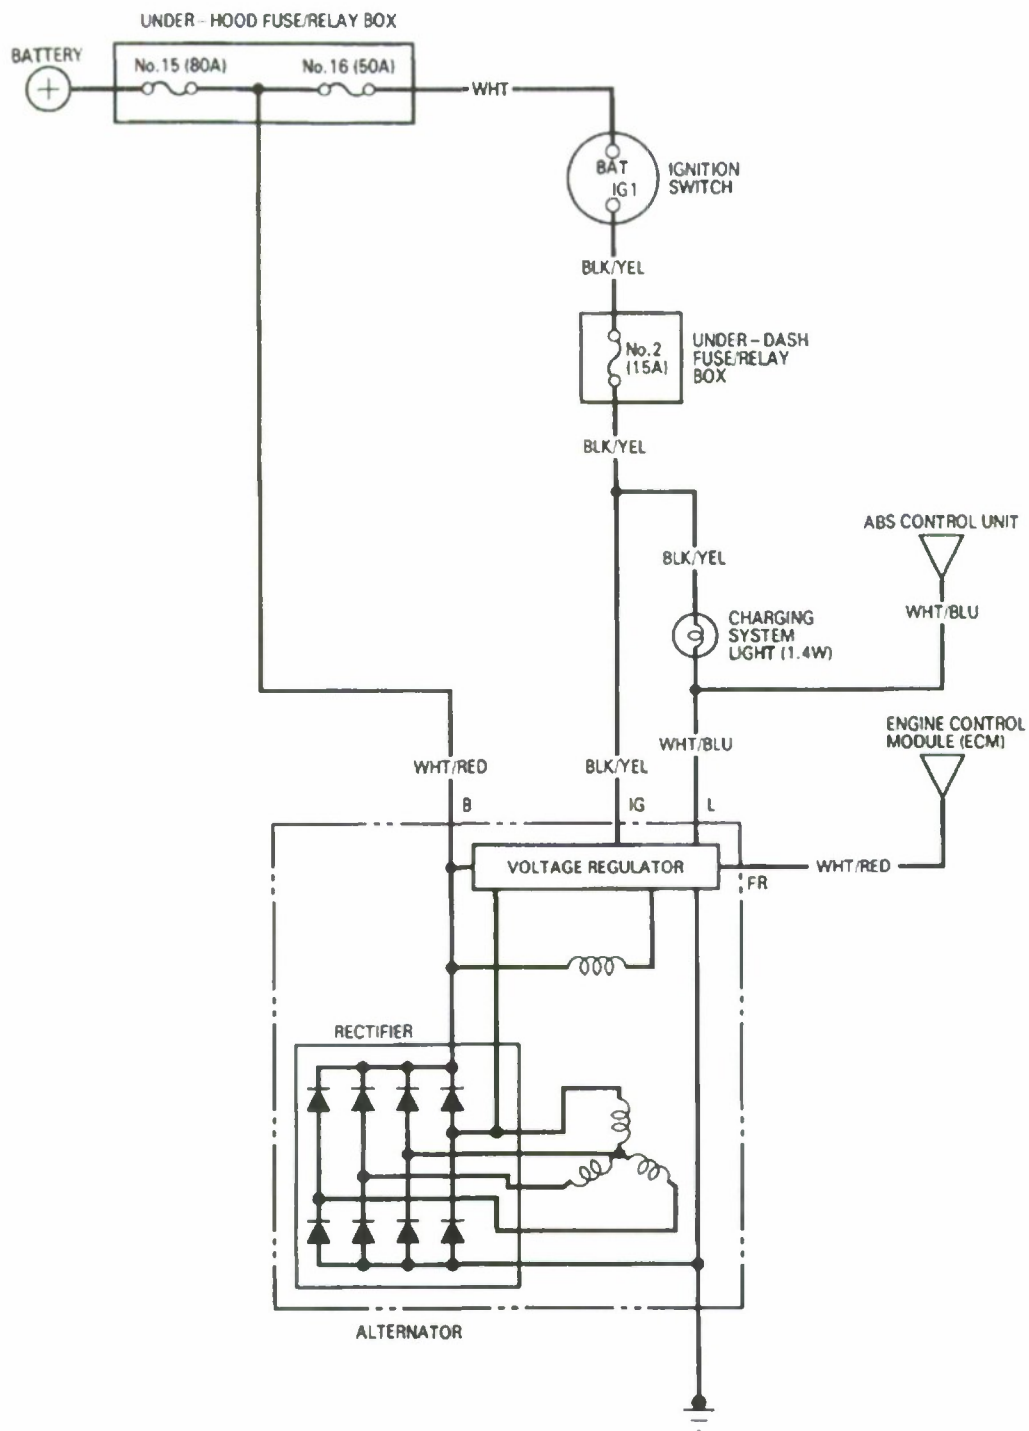 UNDER-HOOD FUSE/RELAY BOX
BATTERY
No.15 (80A)
No.16 (50A)
WHT
BAT
IG1
IGNITION
SWITCH
BLK/YEL
No.2
(15A)
UNDER-DASH
FUSE/RELAY
BOX
BLK/YEL
ABS CONTROL UNIT
BLK/YEL
WHT/BLU
CHARGING
SYSTEM
LIGHT (1.4W)
ENGINE CONTROL
MODULE (ECM)
WHT/BLU
WHT/RED
BLK/YEL
B
IG
L
VOLTAGE REGULATOR
WHT/RED
FR
RECTIFIER
ALTERNATOR